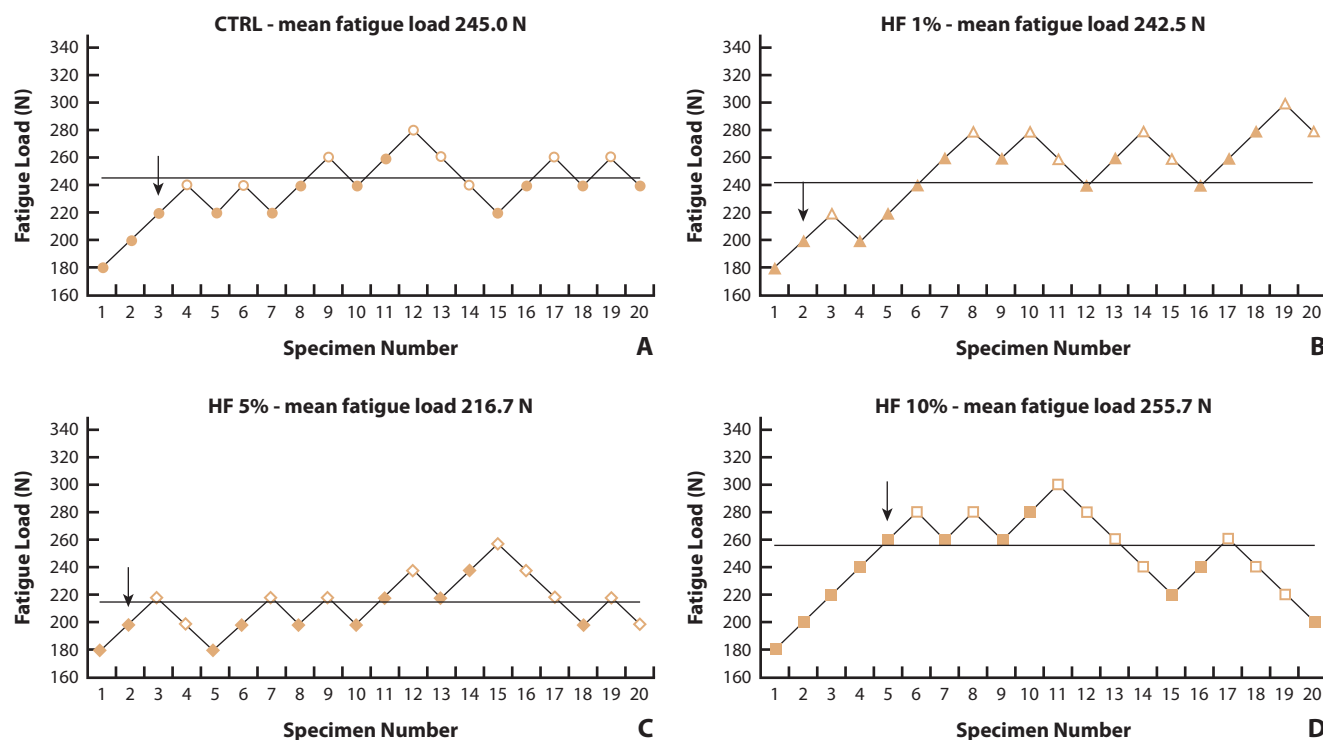 CTRL - mean fatigue load 245.0 N
Fatigue Load (N)
340
320
300
280
260
240
220
200
180
160
1 2 3 4 5 6 7 8 9 10 11 12 13 14 15 16 17 18 19 20
Specimen Number
A
HF 1% - mean fatigue load 242.5 N
Fatigue Load (N)
340
320
300
280
260
240
220
200
180
160
1 2 3 4 5 6 7 8 9 10 11 12 13 14 15 16 17 18 19 20
Specimen Number
B
HF 5% - mean fatigue load 216.7 N
Fatigue Load (N)
340
320
300
280
260
240
220
200
180
160
1 2 3 4 5 6 7 8 9 10 11 12 13 14 15 16 17 18 19 20
Specimen Number
C
HF 10% - mean fatigue load 255.7 N
Fatigue Load (N)
340
320
300
280
260
240
220
200
180
160
1 2 3 4 5 6 7 8 9 10 11 12 13 14 15 16 17 18 19 20
Specimen Number
D